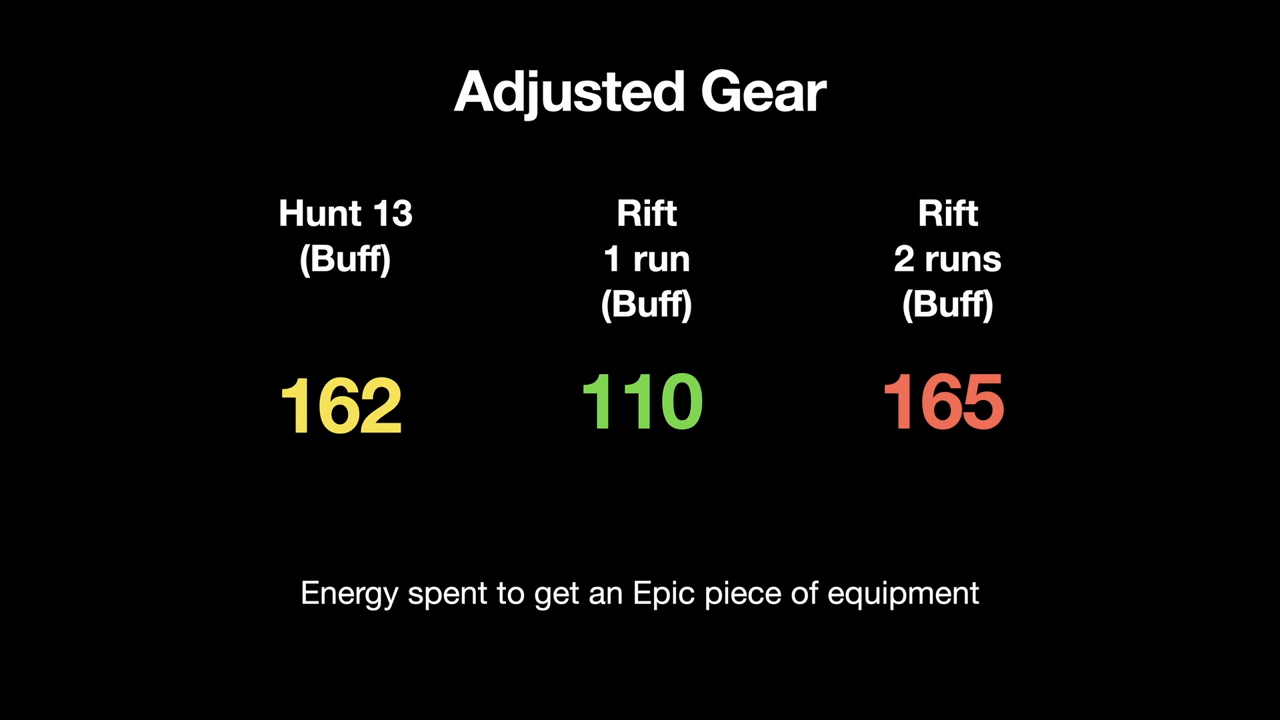 Adjusted Gear
Hunt 13
(Buff)
162
Rift
1 run
(Buff)
110
Rift
2 runs
(Buff)
165
Energy spent to get an Epic piece of equipment